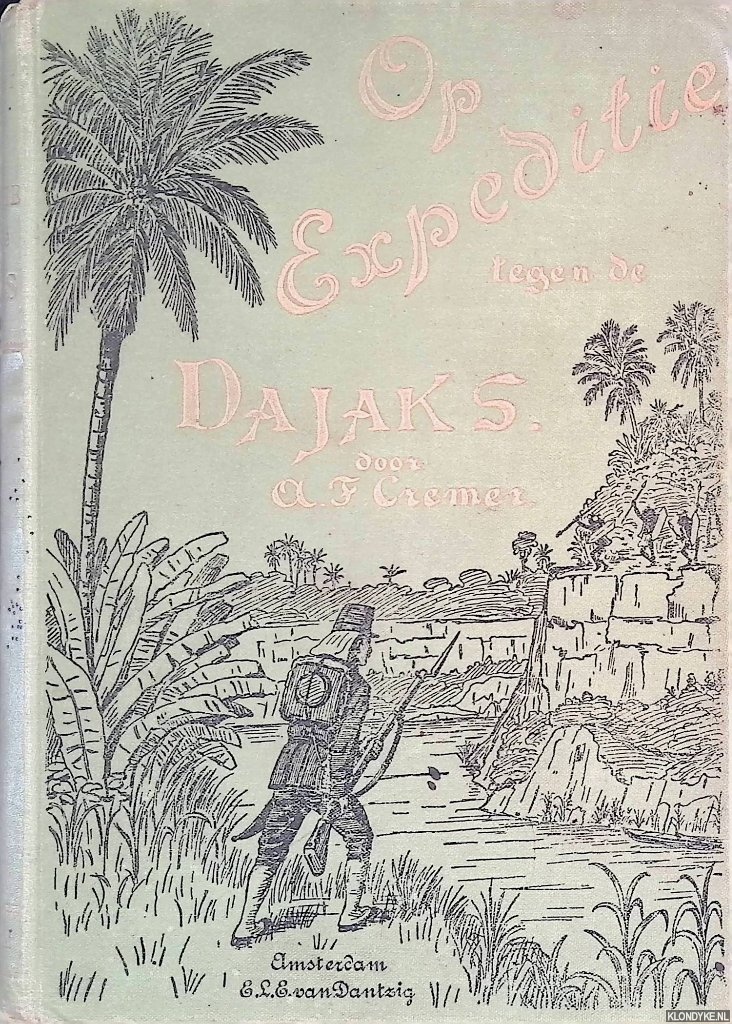 Op
Expeditie
tegen de
DAJAKS.
door
A. F Cremer.
Amsterdam
E.L.E. van Dantzig
KLONDYKE.NL